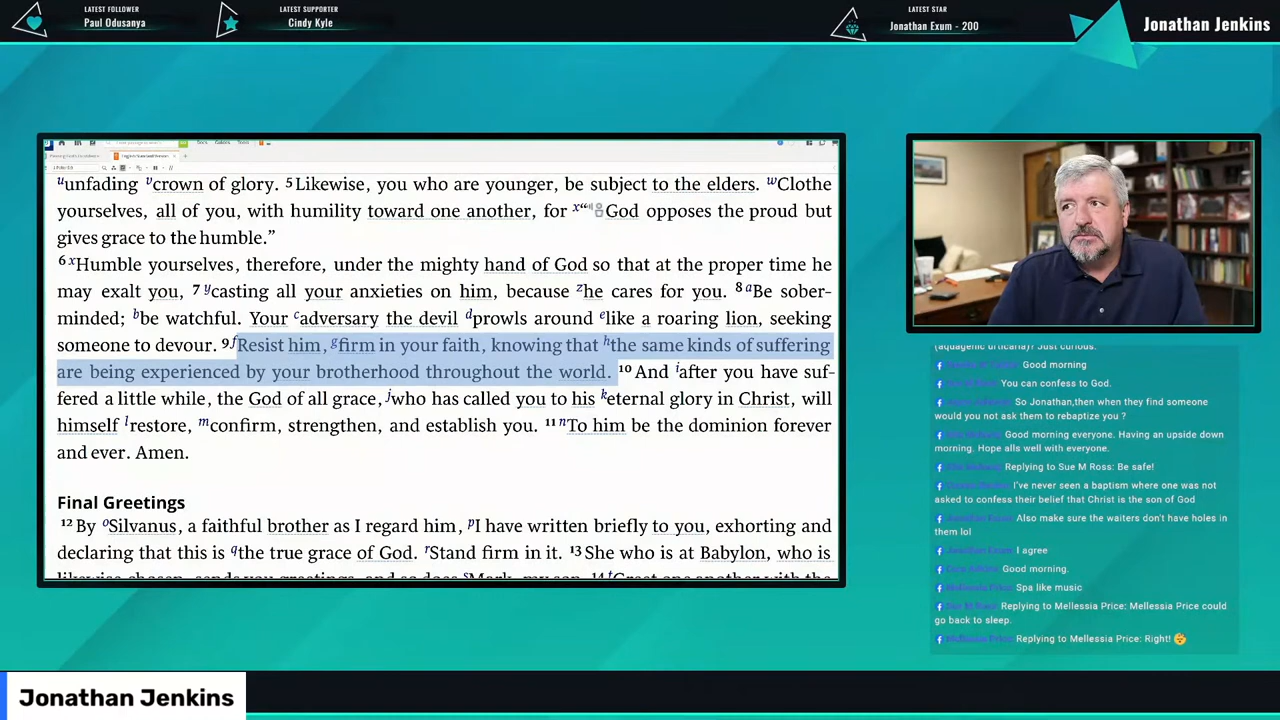 LATEST FOLLOWER
Paul Odusanya
LATEST SUPPORTER
Cindy Kyle
LATEST STAR
Jonathan Exum - 200
Jonathan Jenkins
u unfading v crown of glory. 5 Likewise, you who are younger, be subject to the elders. w Clothe
yourselves, all of you, with humility toward one another, for x “ God opposes the proud but
gives grace to the humble.”
6 x Humble yourselves, therefore, under the mighty hand of God so that at the proper time he
may exalt you, 7 y casting all your anxieties on him, because z he cares for you. 8 a Be sober-
minded; b be watchful. Your c adversary the devil d prowls around e like a roaring lion, seeking
someone to devour. 9 f Resist him, g firm in your faith, knowing that h the same kinds of suffering
are being experienced by your brotherhood throughout the world. 10 And i after you have suf-
fered a little while, the God of all grace, j who has called you to his k eternal glory in Christ, will
himself l restore, m confirm, strengthen, and establish you. 11 n To him be the dominion forever
and ever. Amen.
Final Greetings
12 By o Silvanus, a faithful brother as I regard him, p I have written briefly to you, exhorting and
declaring that this is q the true grace of God. r Stand firm in it. 13 She who is at Babylon, who is
(aquagenic urticaria)? Just curious.
Good morning
You can confess to God.
So Jonathan,then when they find someone
would you not ask them to rebaptize you ?
Good morning everyone. Having an upside down
morning. Hope alls well with everyone.
Replying to Sue M Ross: Be safe!
I've never seen a baptism where one was not
asked to confess their belief that Christ is the son of God
Also make sure the waiters don't have holes in
them lol
I agree
Good morning.
Spa like music
Replying to Mellessia Price: Mellessia Price could
go back to sleep.
Replying to Mellessia Price: Right!
Jonathan Jenkins